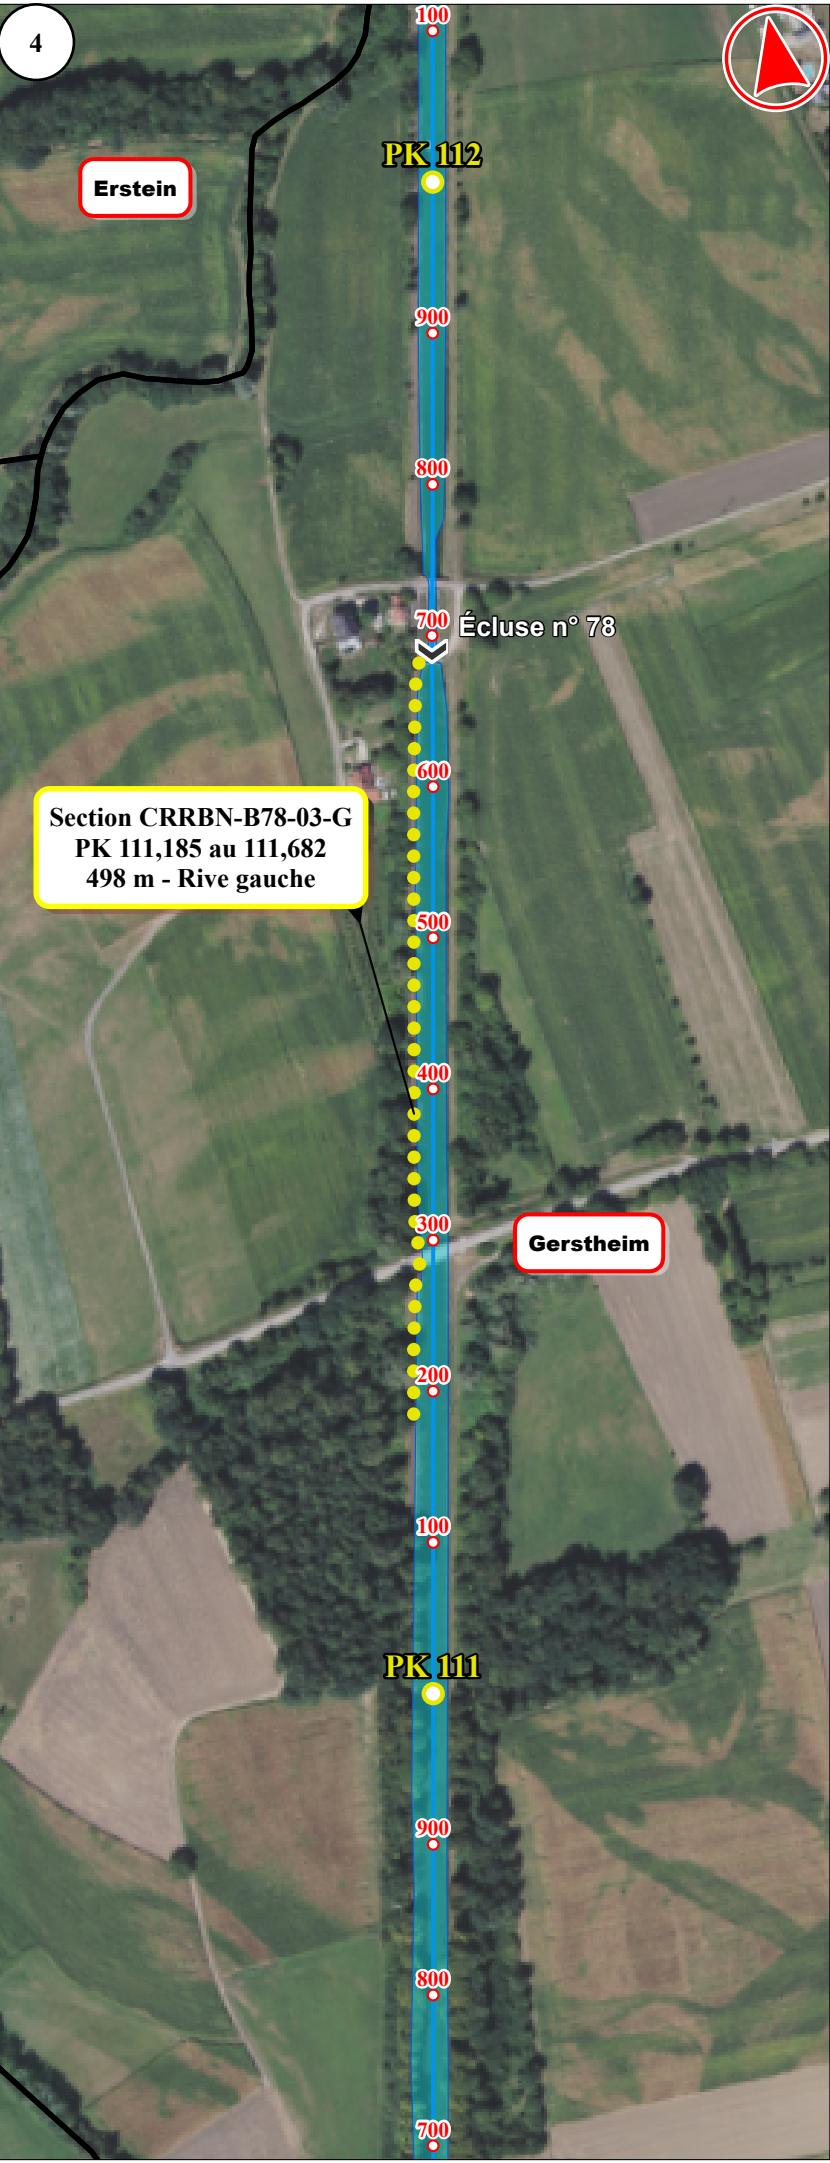 4
100
PK 112
Erstein
900
800
700
Écluse n° 78
600
Section CRRBN-B78-03-G
PK 111,185 au 111,682
498 m - Rive gauche
500
400
300
Gerstheim
200
100
PK 111
900
800
700